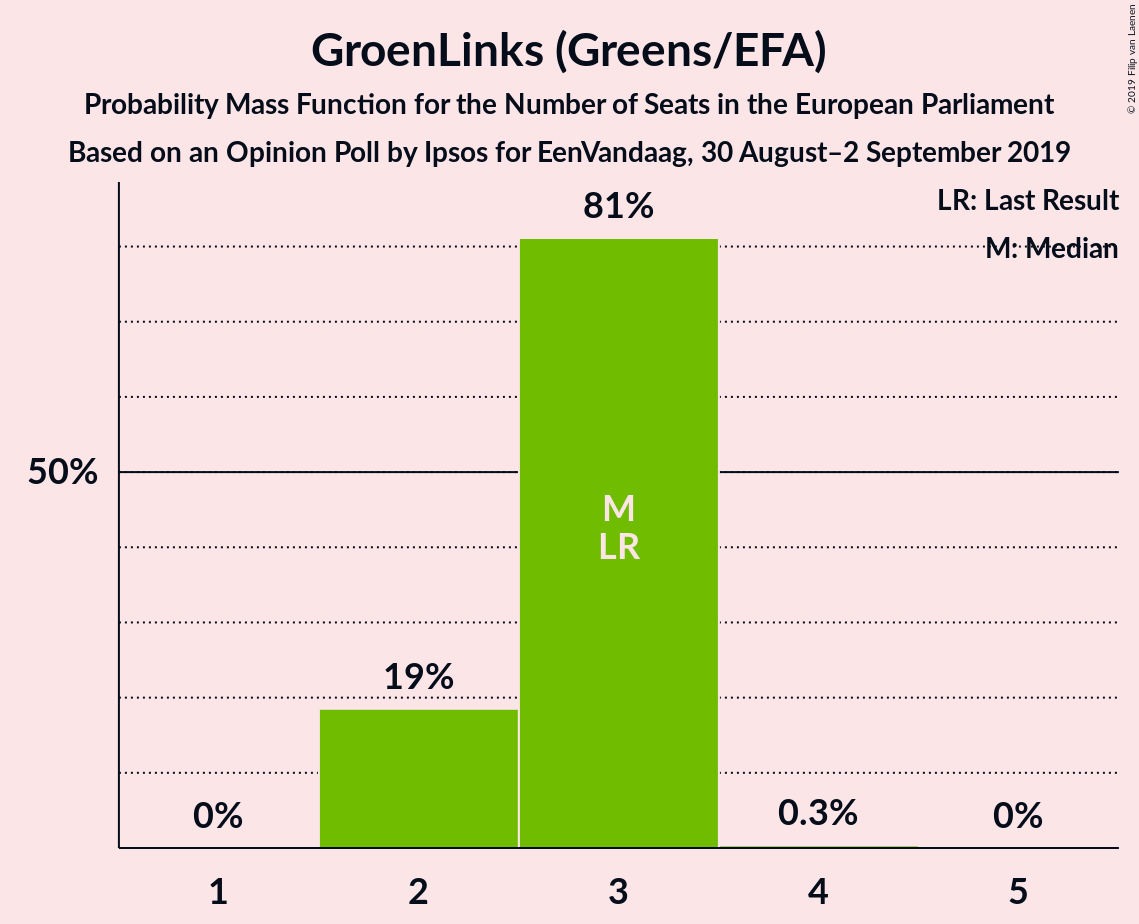 GroenLinks (Greens/EFA)
Probability Mass Function for the Number of Seats in the European Parliament
Based on an Opinion Poll by Ipsos for EenVandaag, 30 August–2 September 2019
© 2019 Filip van Laenen
LR: Last Result
M: Median
81%
50%
M
LR
19%
0%
0.3%
0%
1
2
3
4
5